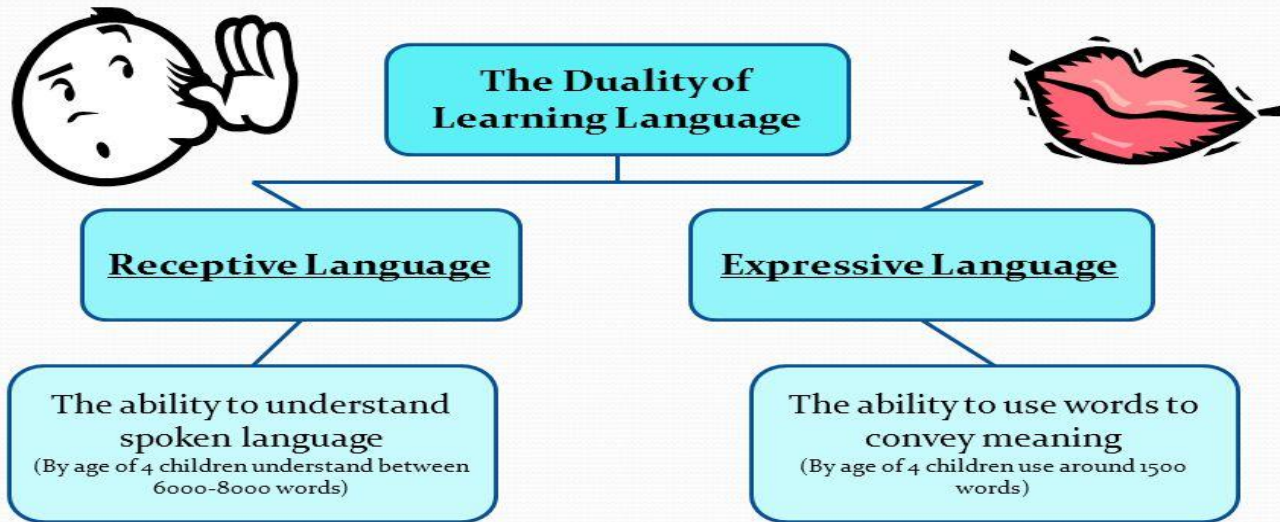 The Duality of
Learning Language
Receptive Language
Expressive Language
The ability to understand
spoken language
(By age of 4 children understand between
6000-8000 words)
The ability to use words to
convey meaning
(By age of 4 children use around 1500
words)